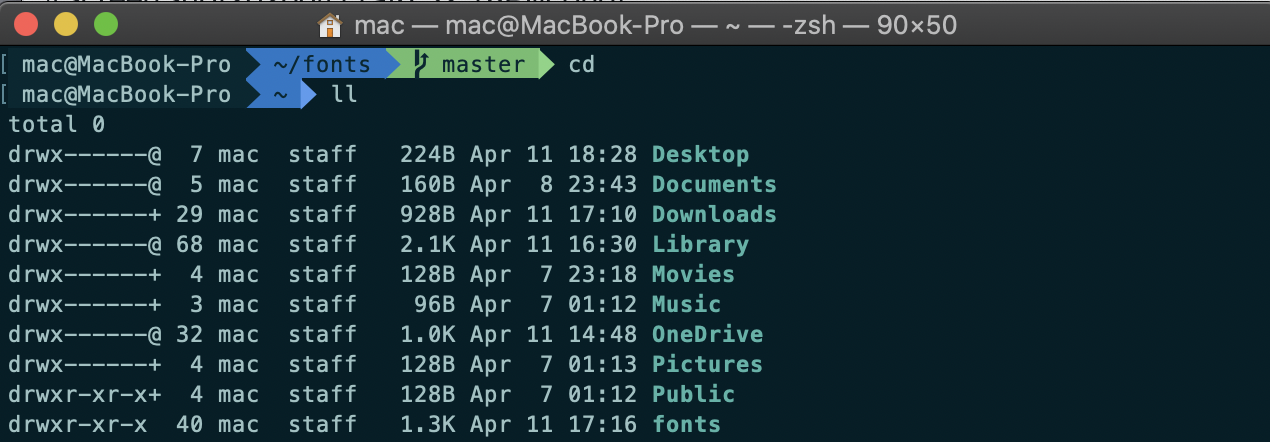 mac — mac@MacBook-Pro — ~ — -zsh — 90×50
[ mac@MacBook-Pro ~/fonts master cd
[ mac@MacBook-Pro ~ ll
total 0
drwx------@  7 mac  staff   224B Apr 11 18:28 Desktop
drwx------@  5 mac  staff   160B Apr  8 23:43 Documents
drwx------+ 29 mac  staff   928B Apr 11 17:10 Downloads
drwx------@ 68 mac  staff   2.1K Apr 11 16:30 Library
drwx------+  4 mac  staff   128B Apr  7 23:18 Movies
drwx------+  3 mac  staff    96B Apr  7 01:12 Music
drwx------@ 32 mac  staff   1.0K Apr 11 14:48 OneDrive
drwx------+  4 mac  staff   128B Apr  7 01:13 Pictures
drwxr-xr-x+  4 mac  staff   128B Apr  7 01:12 Public
drwxr-xr-x  40 mac  staff   1.3K Apr 11 17:16 fonts